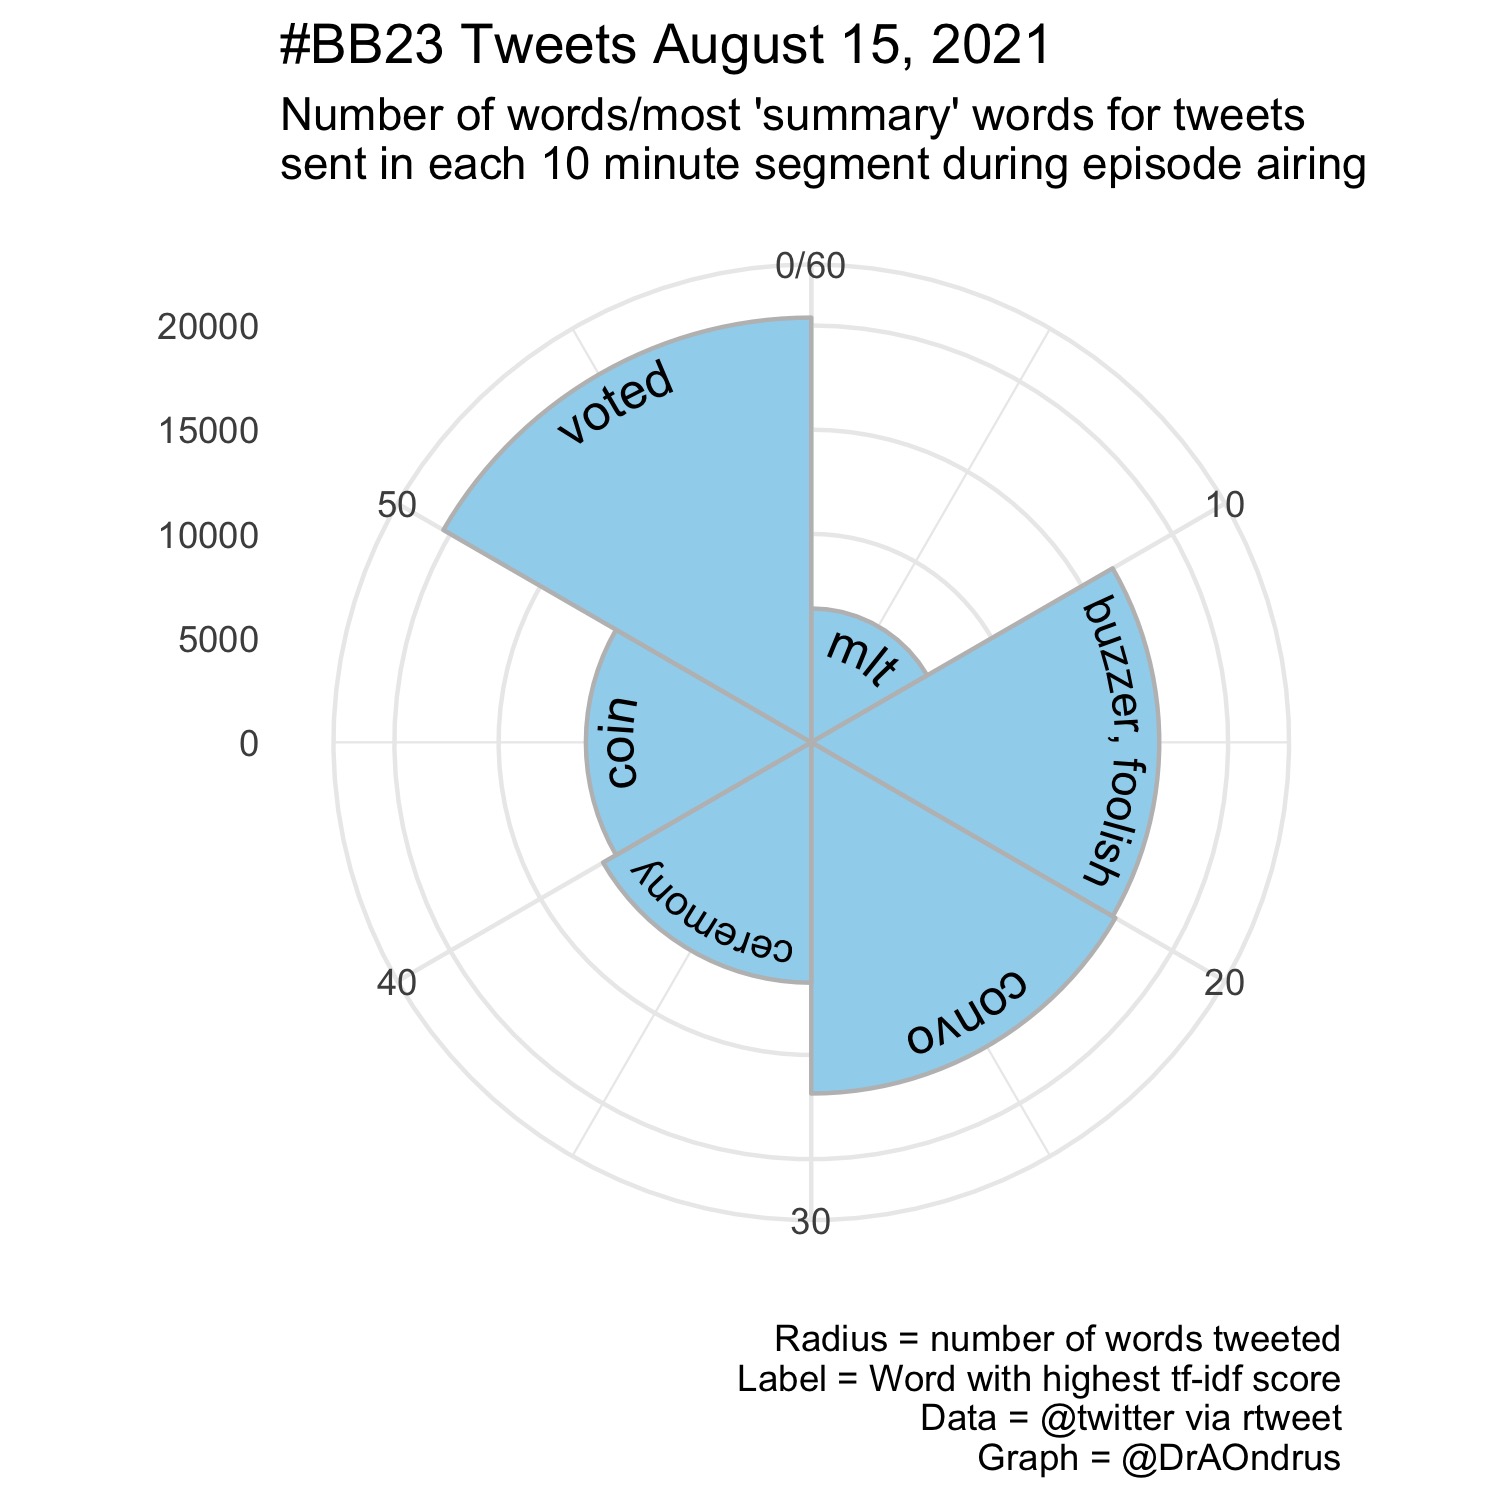 #BB23 Tweets August 15, 2021
Number of words/most 'summary' words for tweets
sent in each 10 minute segment during episode airing
0/60
10
20
30
40
50
20000
15000
10000
5000
0
mlt
buzzer, foolish
convo
ceremony
coin
voted
Radius = number of words tweeted
Label = Word with highest tf-idf score
Data = @twitter via rtweet
Graph = @DrAOndrus